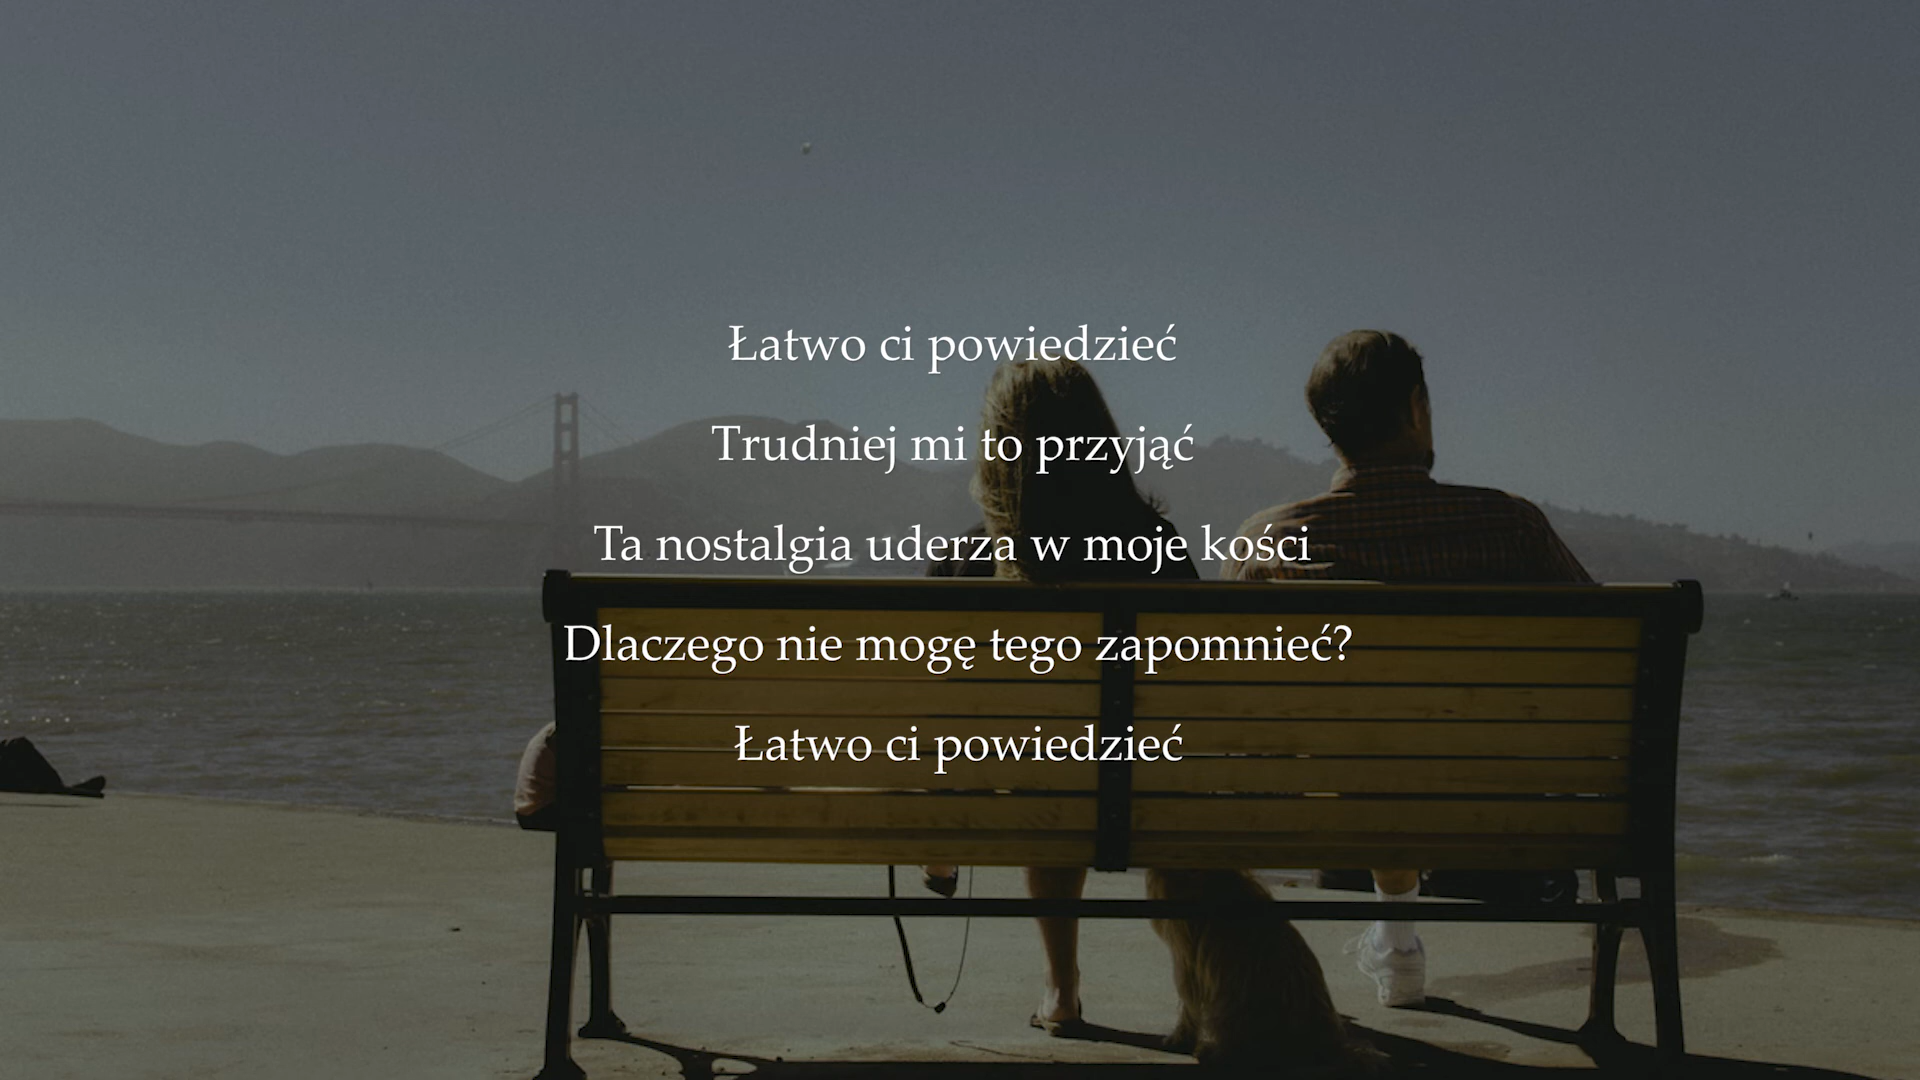 Łatwo ci powiedzieć
Trudniej mi to przyjąć
Ta nostalgia uderza w moje kości
Dlaczego nie mogę tego zapomnieć?
Łatwo ci powiedzieć